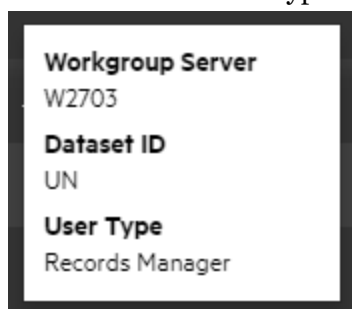 Workgroup Server
W2703
Dataset ID
UN
User Type
Records Manager